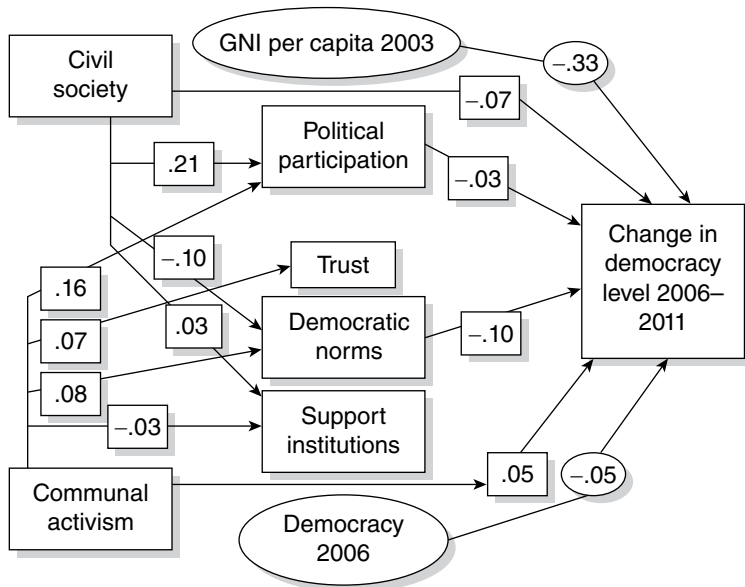 GNI per capita 2003
–.33
Civil
society
–.07
Political
participation
.21
–.03
Change in
democracy
level 2006–
2011
–.10
Trust
.16
Democratic
norms
.03
.07
–.10
.08
Support
institutions
–.03
Communal
activism
.05
–.05
Democracy
2006